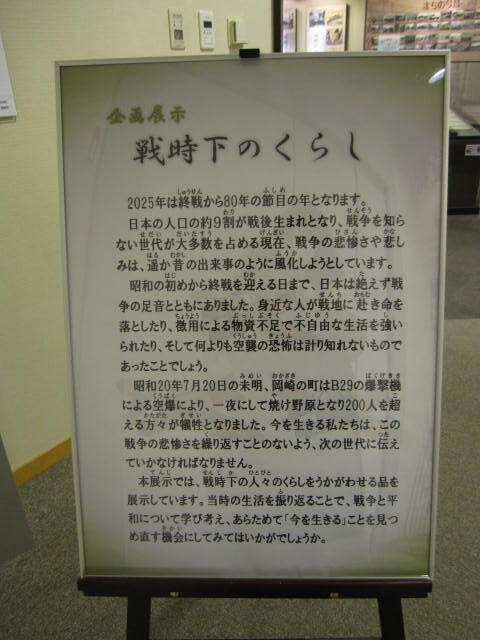 企画展示
戦時下のくらし
2025年は終戦から80年の節目の年となります。
日本の人口の約9割が戦後生まれとなり、戦争を知ら
ない世代が大多数を占める現在、戦争の悲惨さや悲し
みは、遥か昔の出来事のように風化しようとしています。
昭和の初めから終戦を迎える日まで、日本は絶えず戦
争の足音とともにありました。身近な人が戦地に赴き命を
落としたり、徴用による物資不足で不自由な生活を強い
られたり、そして何よりも空襲の恐怖は計り知れないもので
あったことでしょう。
昭和20年7月20日の未明、岡崎の町はB29の爆撃機
による空爆により、一夜にして焼け野原となり200人を超
える方々が犠牲となりました。今を生きる私たちは、この
戦争の悲惨さを繰り返すことのないよう、次の世代に伝え
ていかなければなりません。
本展示では、戦時下の人々のくらしをうかがわせる品を
展示しています。当時の生活を振り返ることで、戦争と平
和について学び考え、あらためて「今を生きる」ことを見つ
め直す機会にしてみてはいかがでしょうか。